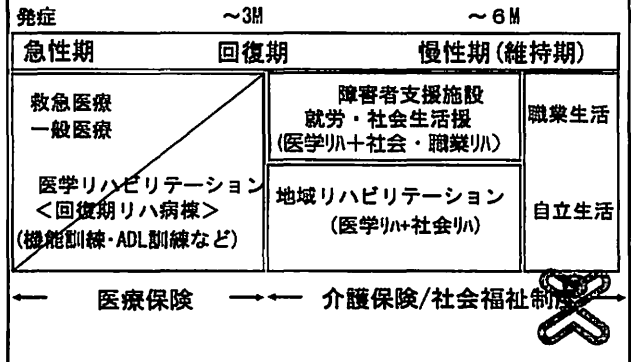 発症 ～3M ～6M
急性期 回復期 慢性期(維持期)
救急医療
一般医療
医学リハビリテーション
<回復期リハ病棟>
(機能訓練・ADL訓練など)
障害者支援施設
就労・社会生活援
(医学リハ+社会・職業リハ)
地域リハビリテーション
(医学リハ+社会リハ)
職業生活
自立生活
医療保険 介護保険/社会福祉制度